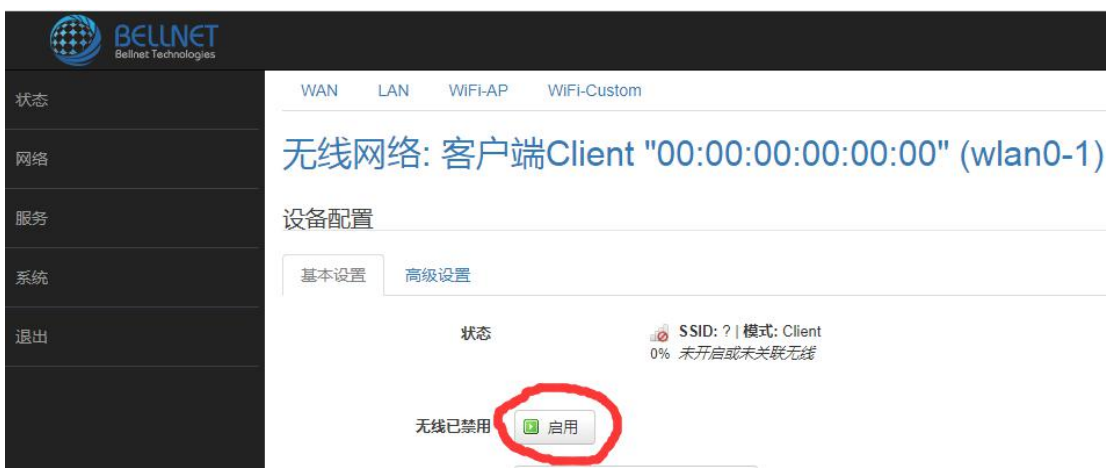 BELLNET
Bellnet Technologies
状态
网络
服务
系统
退出
WAN LAN WiFi-AP WiFi-Custom
无线网络: 客户端Client "00:00:00:00:00:00" (wlan0-1)
设备配置
基本设置 高级设置
状态
SSID: ? | 模式: Client
0% 未开启或未关联无线
无线已禁用 启用